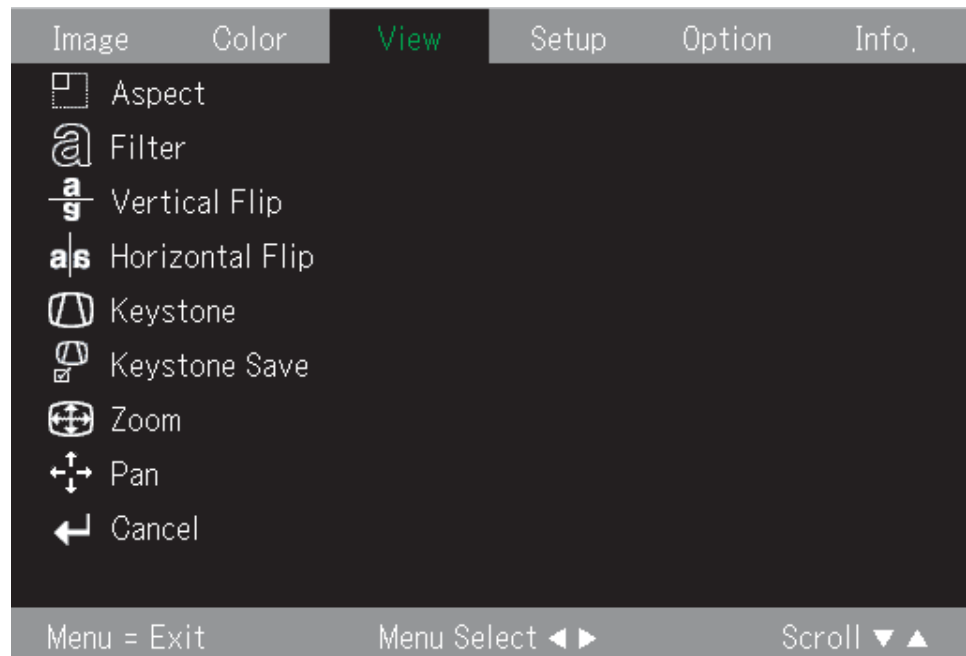 Image Color View Setup Option Info.
Aspect
a Filter
a
g Vertical Flip
a|s Horizontal Flip
Keystone
Keystone Save
Zoom
Pan
Cancel
Menu = Exit Menu Select ◀ ▶ Scroll ▼ ▲